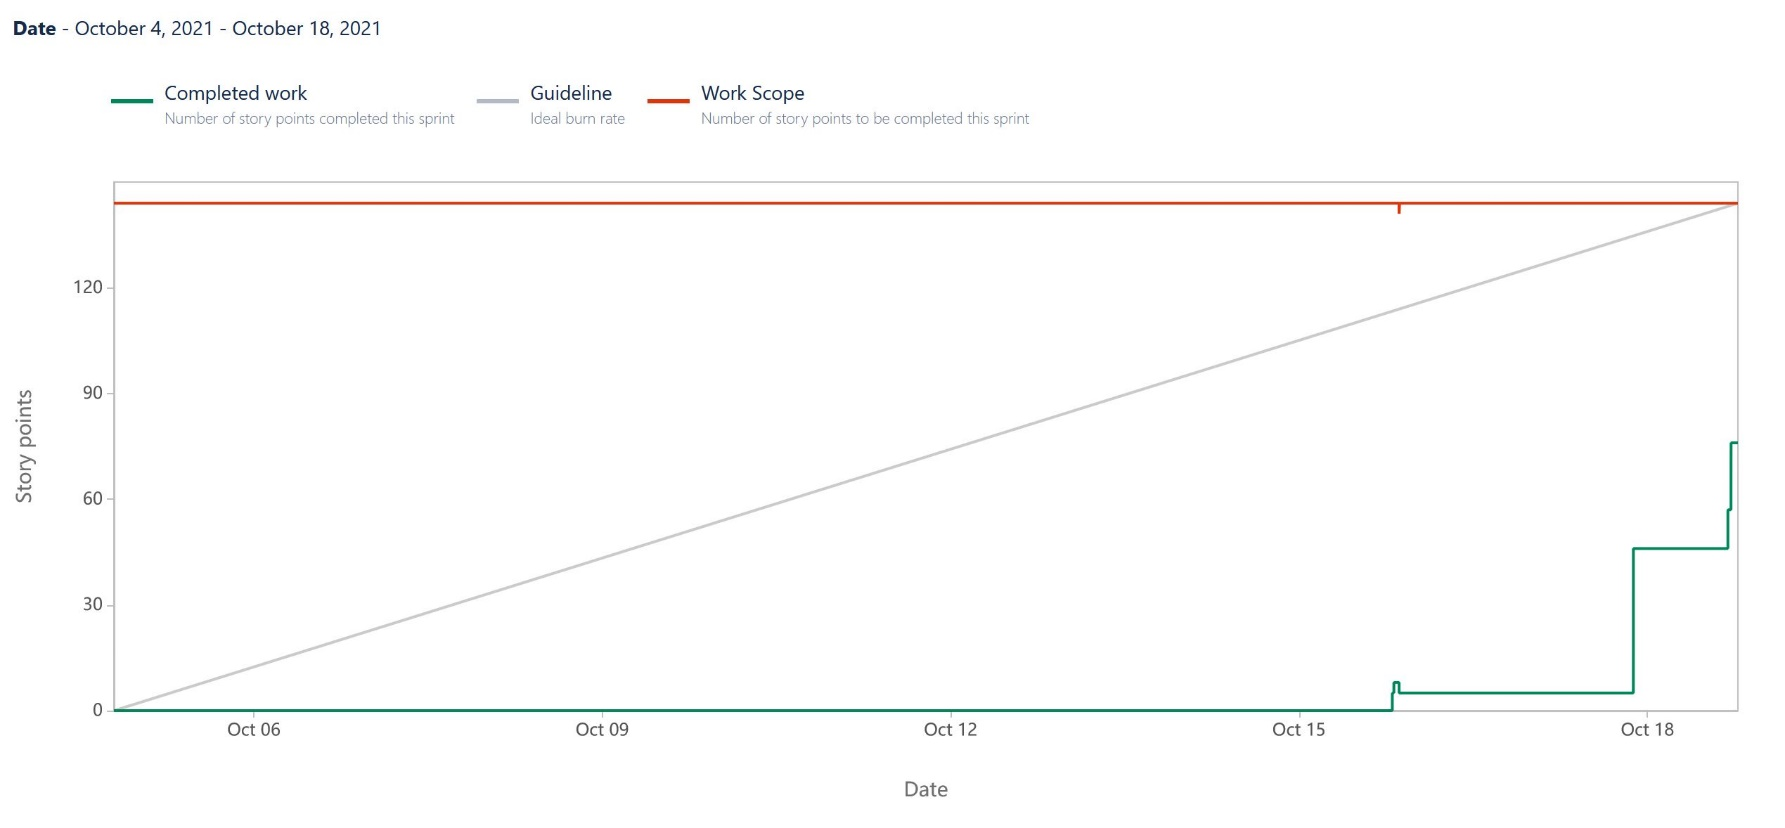 Date - October 4, 2021 - October 18, 2021
Completed work
Number of story points completed this sprint
Guideline
Ideal burn rate
Work Scope
Number of story points to be completed this sprint
120
90
60
30
0
Story points
Oct 06
Oct 09
Oct 12
Oct 15
Oct 18
Date